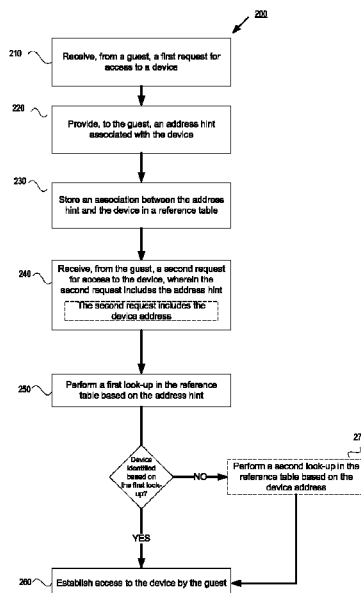 200
210
Receive, from a guest, a first request for
access to a device
220
Provide, to the guest, an address hint
associated with the device
230
Store an association between the address
hint and the device in a reference table
240
Receive, from the guest, a second request
for access to the device, wherein the
second request includes the address hint
The second request includes the
device address
250
Perform a first look-up in the reference
table based on the address hint
Device
identified
based on
the first look-
up?
NO
27
Perform a second look-up in the
reference table based on the
device address
YES
260
Establish access to the device by the guest